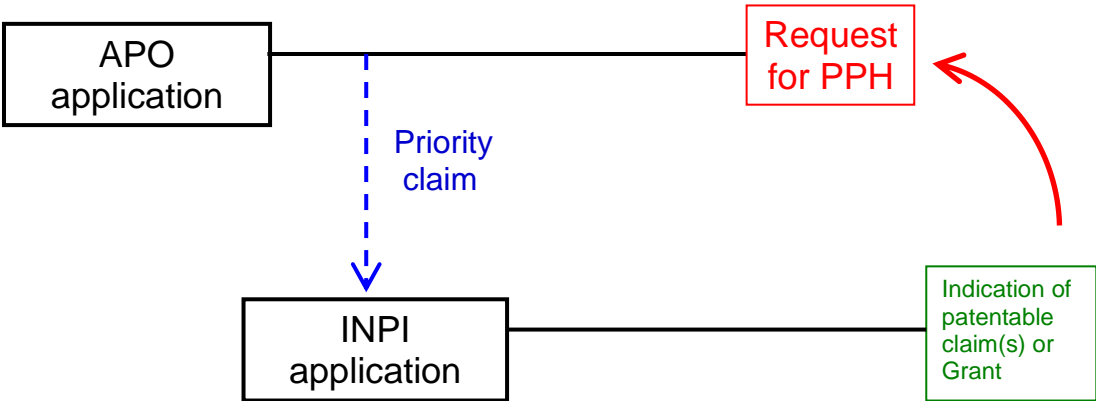 APO
application
Request
for PPH
Priority
claim
INPI
application
Indication of
patentable
claim(s) or
Grant